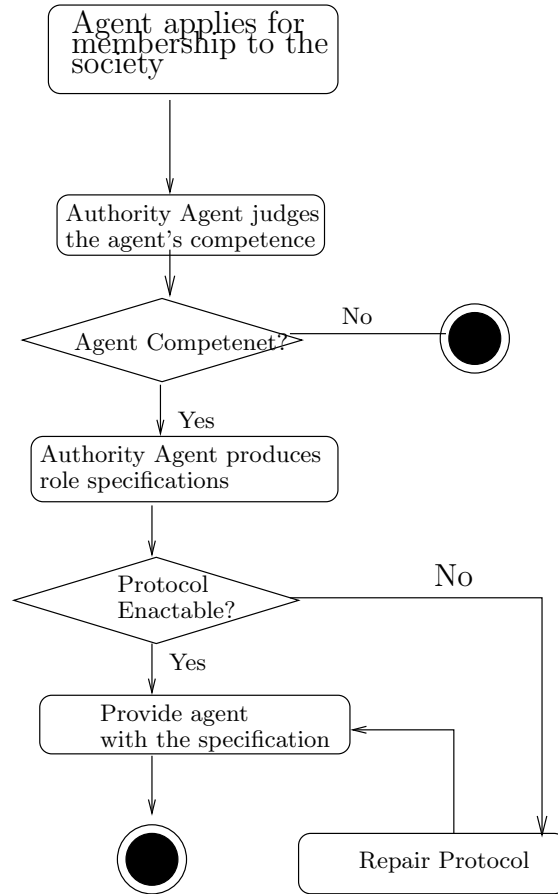 Agent applies for
membership to the
society
Authority Agent judges
the agent's competence
Agent Competenet?
No
Yes
Authority Agent produces
role specifications
Protocol
Enactable?
No
Yes
Provide agent
with the specification
Repair Protocol